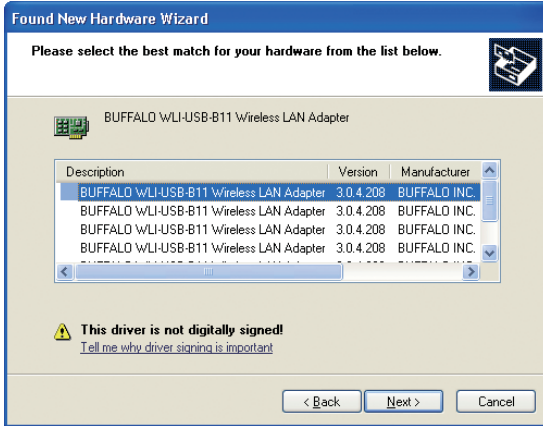 Found New Hardware Wizard
Please select the best match for your hardware from the list below.
BUFFALO WLI-USB-B11 Wireless LAN Adapter
Description Version Manufacturer
BUFFALO WLI-USB-B11 Wireless LAN Adapter 3.0.4.208 BUFFALO INC.
BUFFALO WLI-USB-B11 Wireless LAN Adapter 3.0.4.208 BUFFALO INC.
BUFFALO WLI-USB-B11 Wireless LAN Adapter 3.0.4.208 BUFFALO INC.
BUFFALO WLI-USB-B11 Wireless LAN Adapter 3.0.4.208 BUFFALO INC.
This driver is not digitally signed!
Tell me why driver signing is important
< Back Next > Cancel